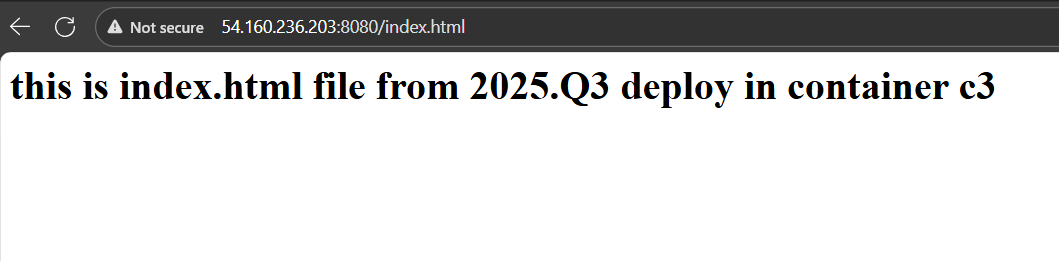 Not secure 54.160.236.203:8080/index.html
this is index.html file from 2025.Q3 deploy in container c3